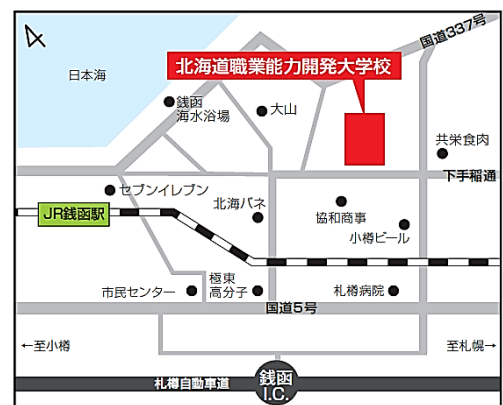 国道337号
日本海
北海道職業能力開発大学校
銭函
海水浴場
大山
共栄食肉
下手稲通
セブンイレブン
JR銭函駅
北海バネ
協和商事
小樽ビール
市民センター
極東
高分子
札樽病院
国道5号
←至小樽
至札幌→
札樽自動車道
銭函
I.C.